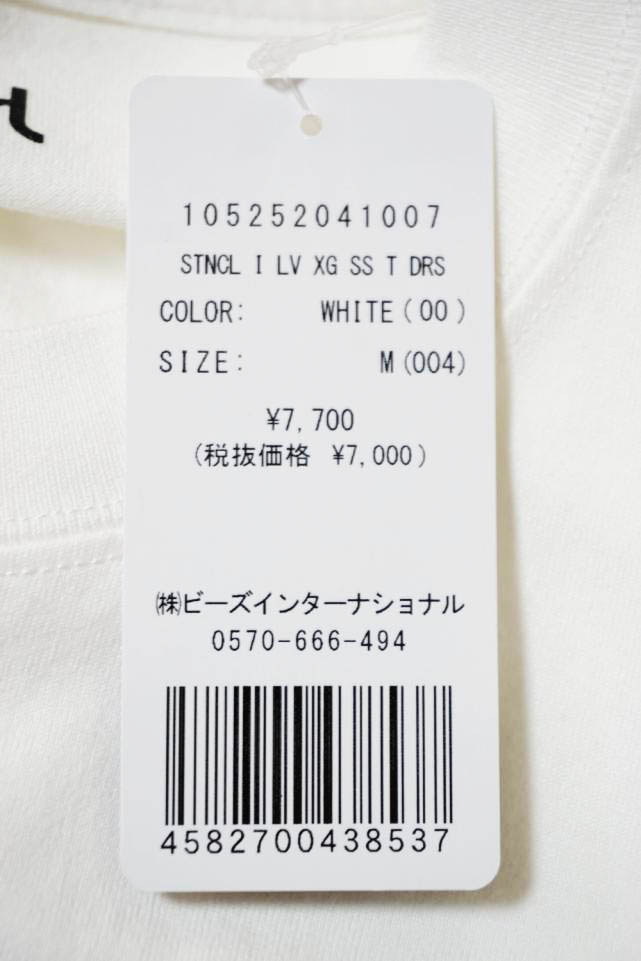 105252041007
STNCL I LV XG SS T DRS
COLOR: WHITE(00)
SIZE: M(004)
¥7,700
(税抜価格 ¥7,000)
㈱ビーズインターナショナル
0570-666-494
4582700438537